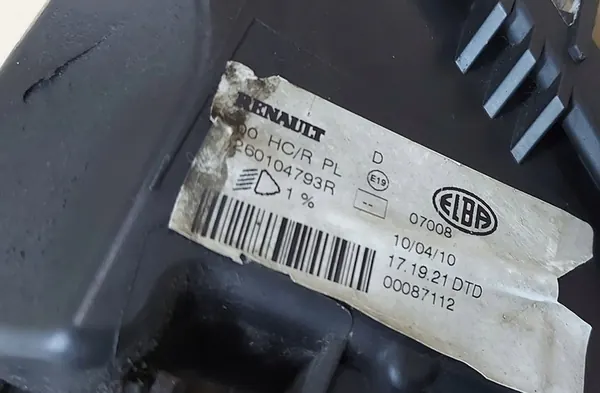 RENAULT
00 HC/R PL D
260104793R E19
1 % -- 07008 ELBA
10/04/10
17.19.21 DTD
00087112